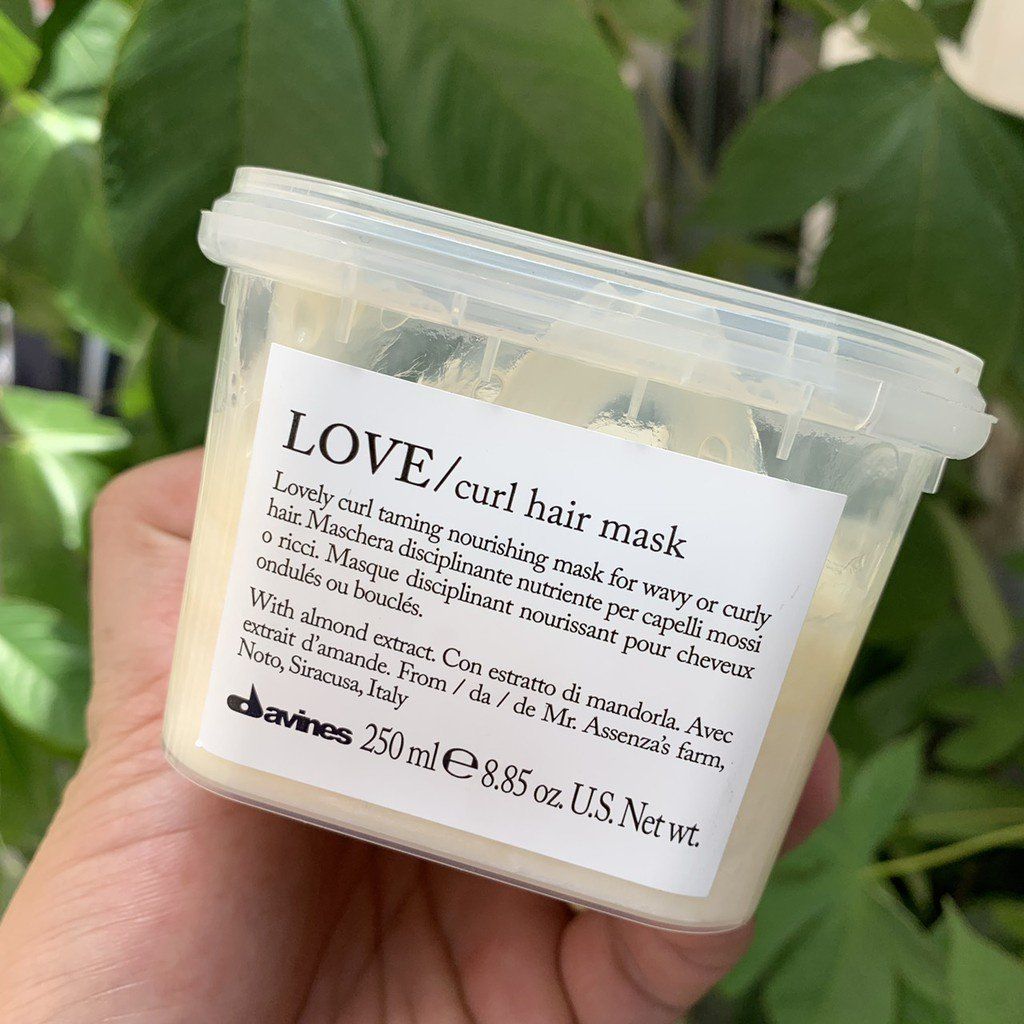 LOVE/curl hair mask
Lovely curl taming nourishing mask for wavy or curly
hair. Maschera disciplinante nutriente per capelli mossi
o ricci. Masque disciplinant nourissant pour cheveux
ondulés ou bouclés.
With almond extract. Con estratto di mandorla. Avec
extrait d'amande. From / da / de Mr. Assenza's farm,
Noto, Siracusa, Italy
davines 250 ml ℮ 8.85 oz. U.S. Net wt.